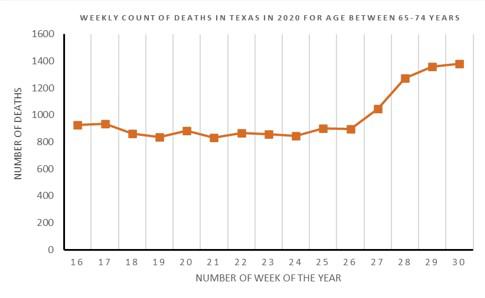 WEEKLY COUNT OF DEATHS IN TEXAS IN 2020 FOR AGE BETWEEN 65-74 YEARS
1600
1400
1200
1000
800
600
400
200
0
NUMBER OF DEATHS
16 17 18 19 20 21 22 23 24 25 26 27 28 29 30
NUMBER OF WEEK OF THE YEAR